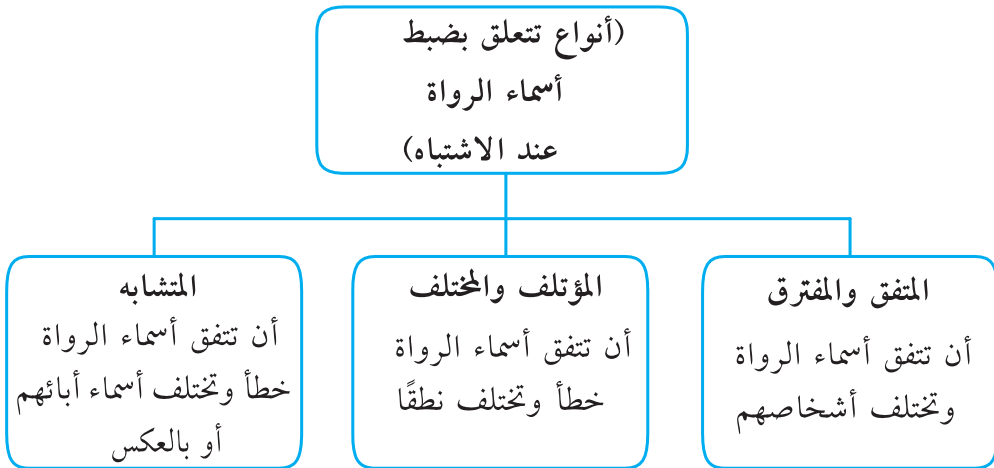 (أنواع تتعلق بضبط
أسماء الرواة
عند الاشتباه)
المتفق والمفترق
أن تتفق أسماء الرواة
وتختلف أشخاصهم
المؤتلف والمختلف
أن تتفق أسماء الرواة
خطأ وتختلف نطقًا
المتشابه
أن تتفق أسماء الرواة
خطأ وتختلف أسماء أبائهم
أو بالعكس